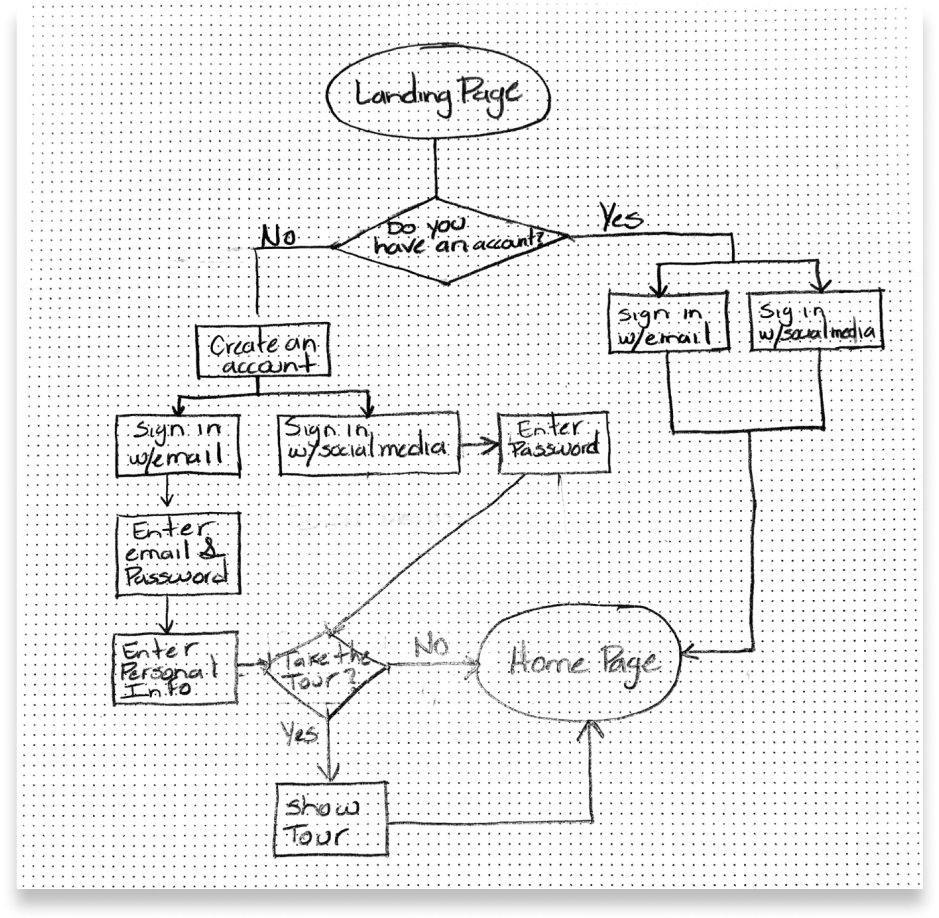 Landing Page
Do you
have an account?
No
Yes
Sign in
w/email
Sig in
w/social media
Create an
account
Sign in
w/email
Sign in
w/social media
Enter
Password
Enter
email &
Password
Enter
Personal
Info
Take the
Tour?
No
Home Page
Yes
Show
Tour